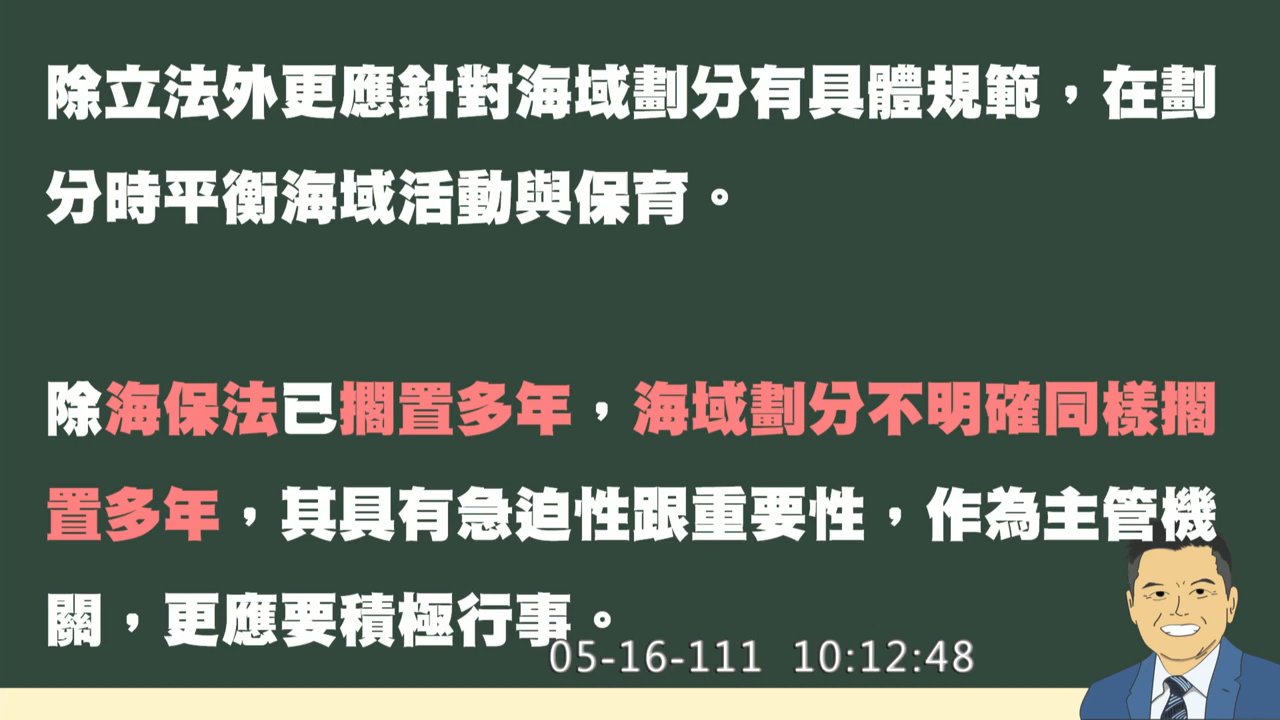 除立法外更應針對海域劃分有具體規範，在劃
分時平衡海域活動與保育。
除海保法已擱置多年，海域劃分不明確同樣擱
置多年，其具有急迫性跟重要性，作為主管機
關，更應要積極行事。
05-16-111 10:12:48